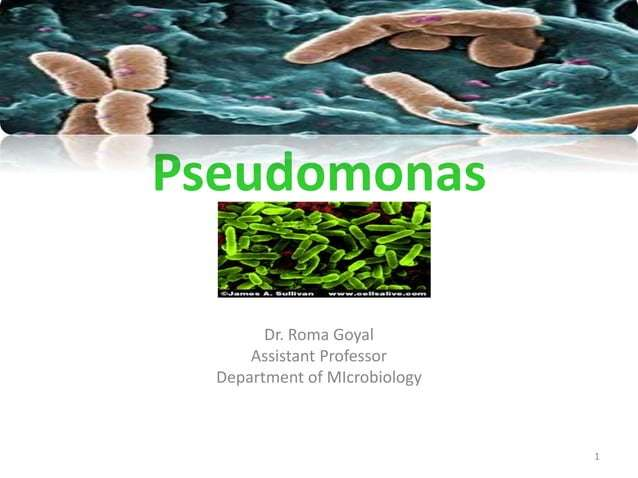 Pseudomonas
©James A. Sullivan www.cellsalive.com
Dr. Roma Goyal
Assistant Professor
Department of MIcrobiology
1